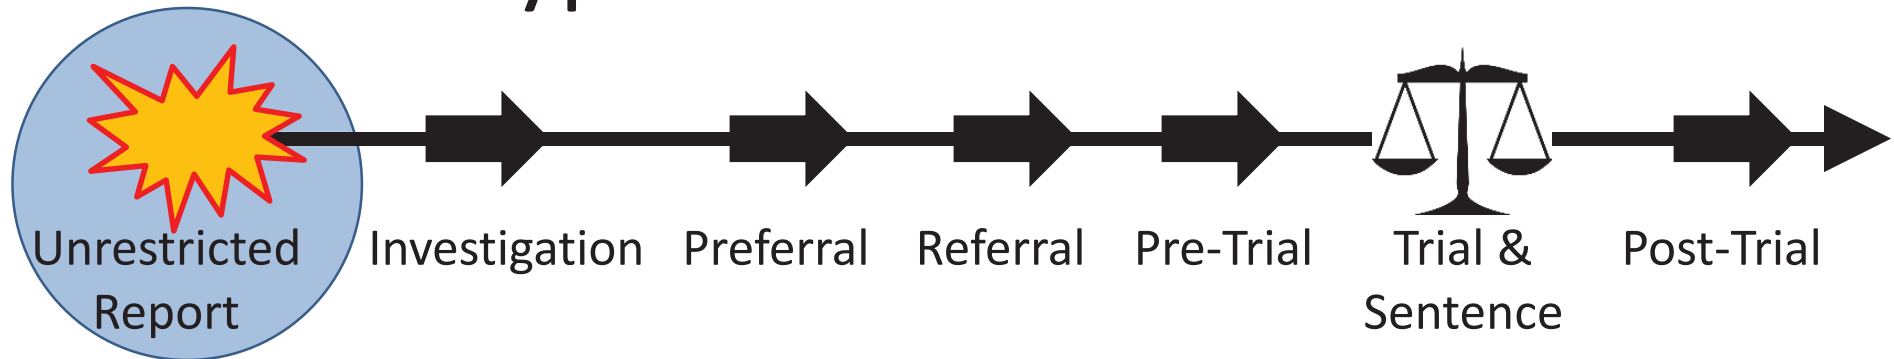 Unrestricted Report
Investigation
Preferral
Referral
Pre-Trial
Trial & Sentence
Post-Trial